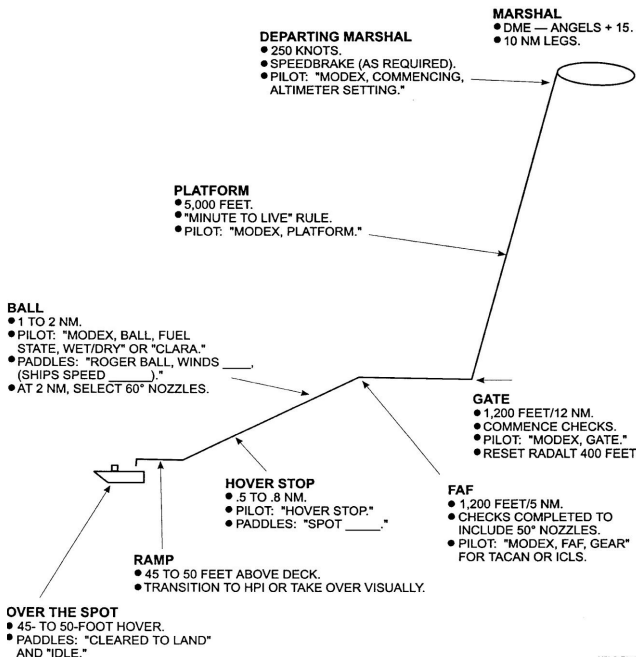 MARSHAL
• DME — ANGELS + 15.
• 10 NM LEGS.
DEPARTING MARSHAL
• 250 KNOTS.
• SPEEDBRAKE (AS REQUIRED).
• PILOT: "MODEX, COMMENCING,
ALTIMETER SETTING."
PLATFORM
• 5,000 FEET.
• "MINUTE TO LIVE" RULE.
• PILOT: "MODEX, PLATFORM."
BALL
• 1 TO 2 NM.
• PILOT: "MODEX, BALL, FUEL
STATE, WET/DRY" OR "CLARA."
• PADDLES: "ROGER BALL, WINDS ____,
(SHIPS SPEED ______)."
• AT 2 NM, SELECT 60° NOZZLES.
GATE
• 1,200 FEET/12 NM.
• COMMENCE CHECKS.
• PILOT: "MODEX, GATE."
• RESET RADALT 400 FEET
HOVER STOP
• .5 TO .8 NM.
• PILOT: "HOVER STOP."
• PADDLES: "SPOT _____."
FAF
• 1,200 FEET/5 NM.
• CHECKS COMPLETED TO
INCLUDE 50° NOZZLES.
• PILOT: "MODEX, FAF, GEAR"
FOR TACAN OR ICLS.
RAMP
• 45 TO 50 FEET ABOVE DECK.
• TRANSITION TO HPI OR TAKE OVER VISUALLY.
OVER THE SPOT
• 45- TO 50-FOOT HOVER.
• PADDLES: "CLEARED TO LAND"
AND "IDLE."